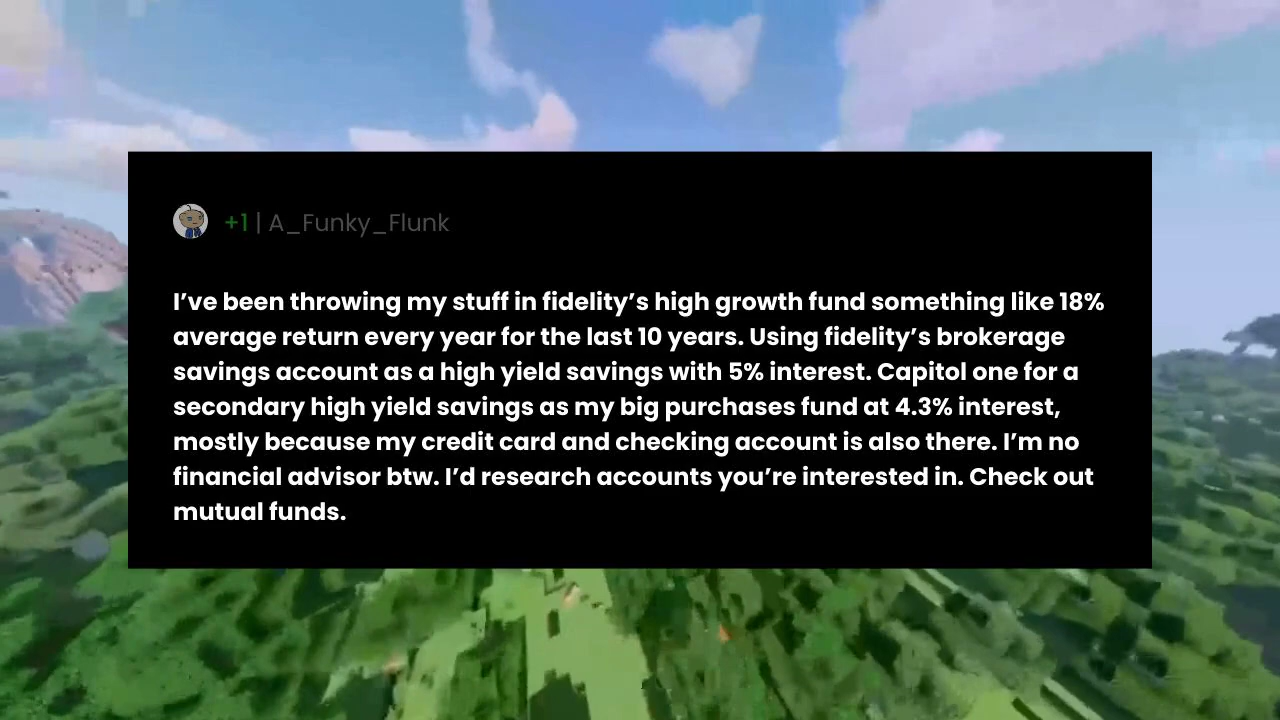 +1 | A_Funky_Flunk
I’ve been throwing my stuff in fidelity’s high growth fund something like 18%
average return every year for the last 10 years. Using fidelity’s brokerage
savings account as a high yield savings with 5% interest. Capitol one for a
secondary high yield savings as my big purchases fund at 4.3% interest,
mostly because my credit card and checking account is also there. I’m no
financial advisor btw. I’d research accounts you’re interested in. Check out
mutual funds.